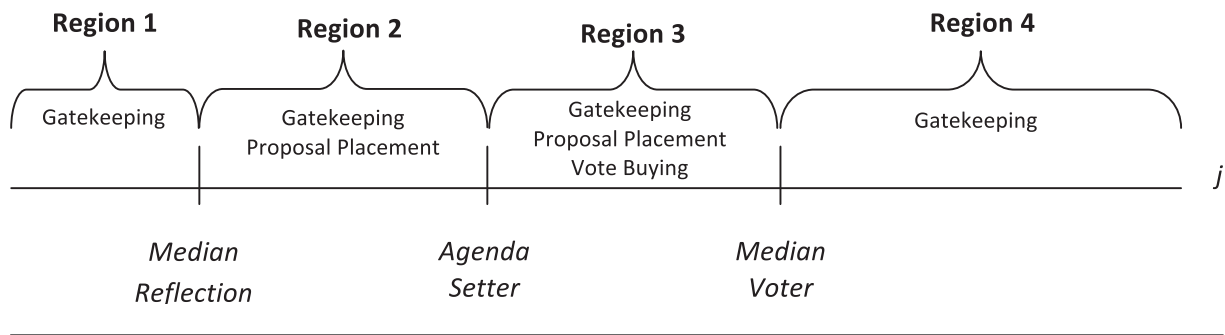 Region 1
Region 2
Region 3
Region 4
Gatekeeping
Gatekeeping
Proposal Placement
Gatekeeping
Proposal Placement
Vote Buying
Gatekeeping
j
Median
Reflection
Agenda
Setter
Median
Voter